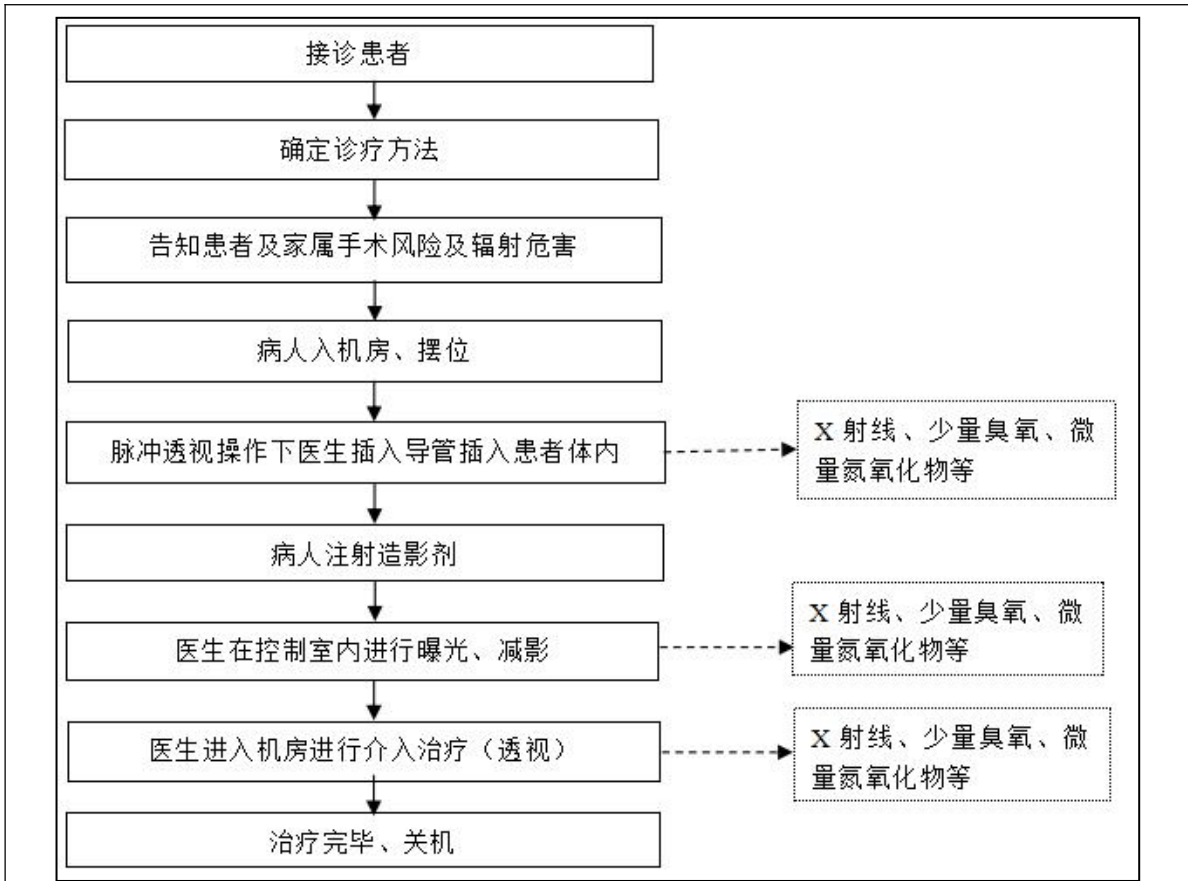 接诊患者
确定诊疗方法
告知患者及家属手术风险及辐射危害
病人入机房、摆位
脉冲透视操作下医生插入导管插入患者体内
X 射线、少量臭氧、微
量氮氧化物等
病人注射造影剂
医生在控制室内进行曝光、减影
X 射线、少量臭氧、微
量氮氧化物等
医生进入机房进行介入治疗（透视）
X 射线、少量臭氧、微
量氮氧化物等
治疗完毕、关机